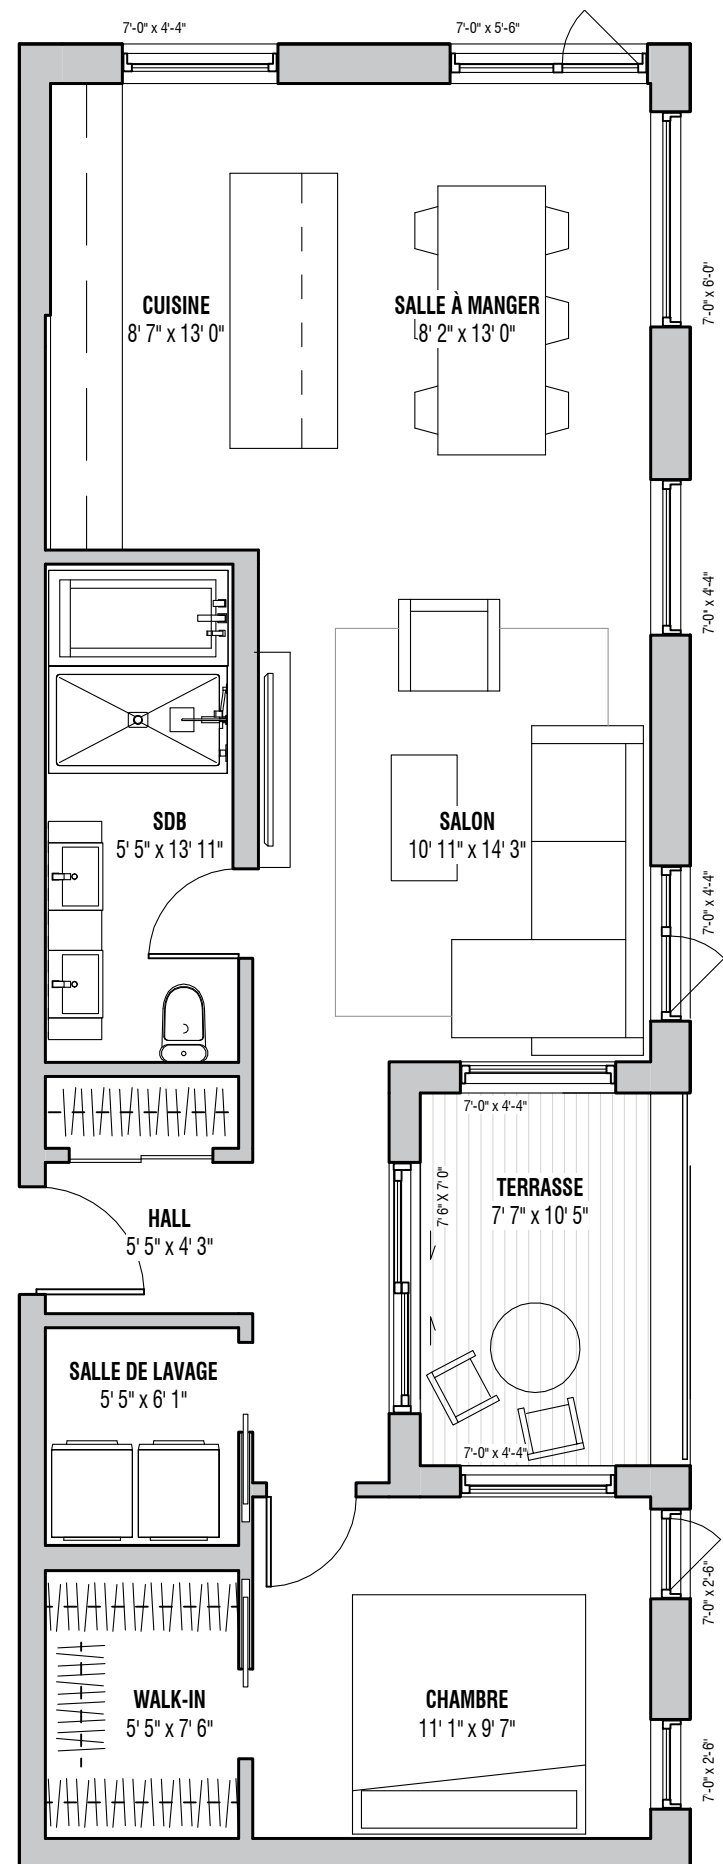 7'-0" x 4'-4"
7'-0" x 5'-6"
7'-0" x 6'-0"
CUISINE
8' 7" x 13' 0"
SALLE À MANGER
8' 2" x 13' 0"
7'-0" x 4'-4"
SDB
5' 5" x 13' 11"
SALON
10' 11" x 14' 3"
7'-0" x 4'-4"
7'-0" x 4'-4"
7' 6" X 7' 0"
TERRASSE
7' 7" x 10' 5"
HALL
5' 5" x 4' 3"
SALLE DE LAVAGE
5' 5" x 6' 1"
7'-0" x 4'-4"
7'-0" x 2'-6"
WALK-IN
5' 5" x 7' 6"
CHAMBRE
11' 1" x 9' 7"
7'-0" x 2'-6"